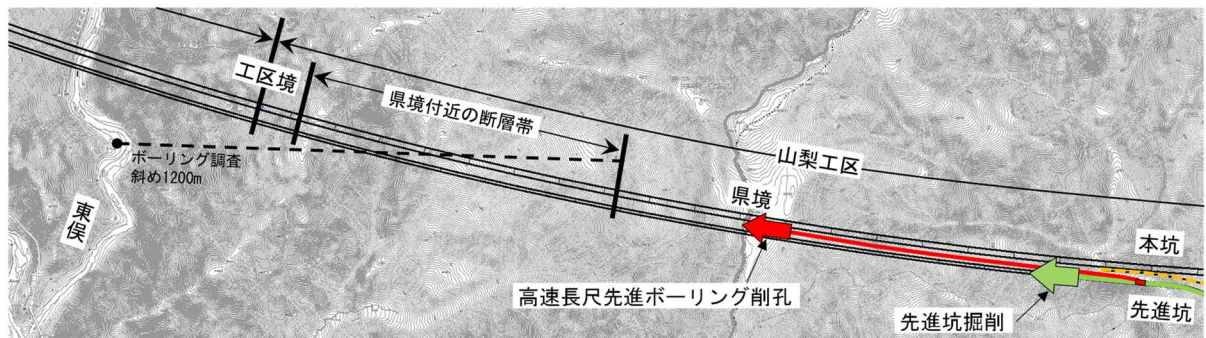 工区境
県境付近の断層帯
ボーリング調査
斜め1200m
東俣
山梨工区
県境
高速長尺先進ボーリング削孔
本坑
先進坑
先進坑掘削